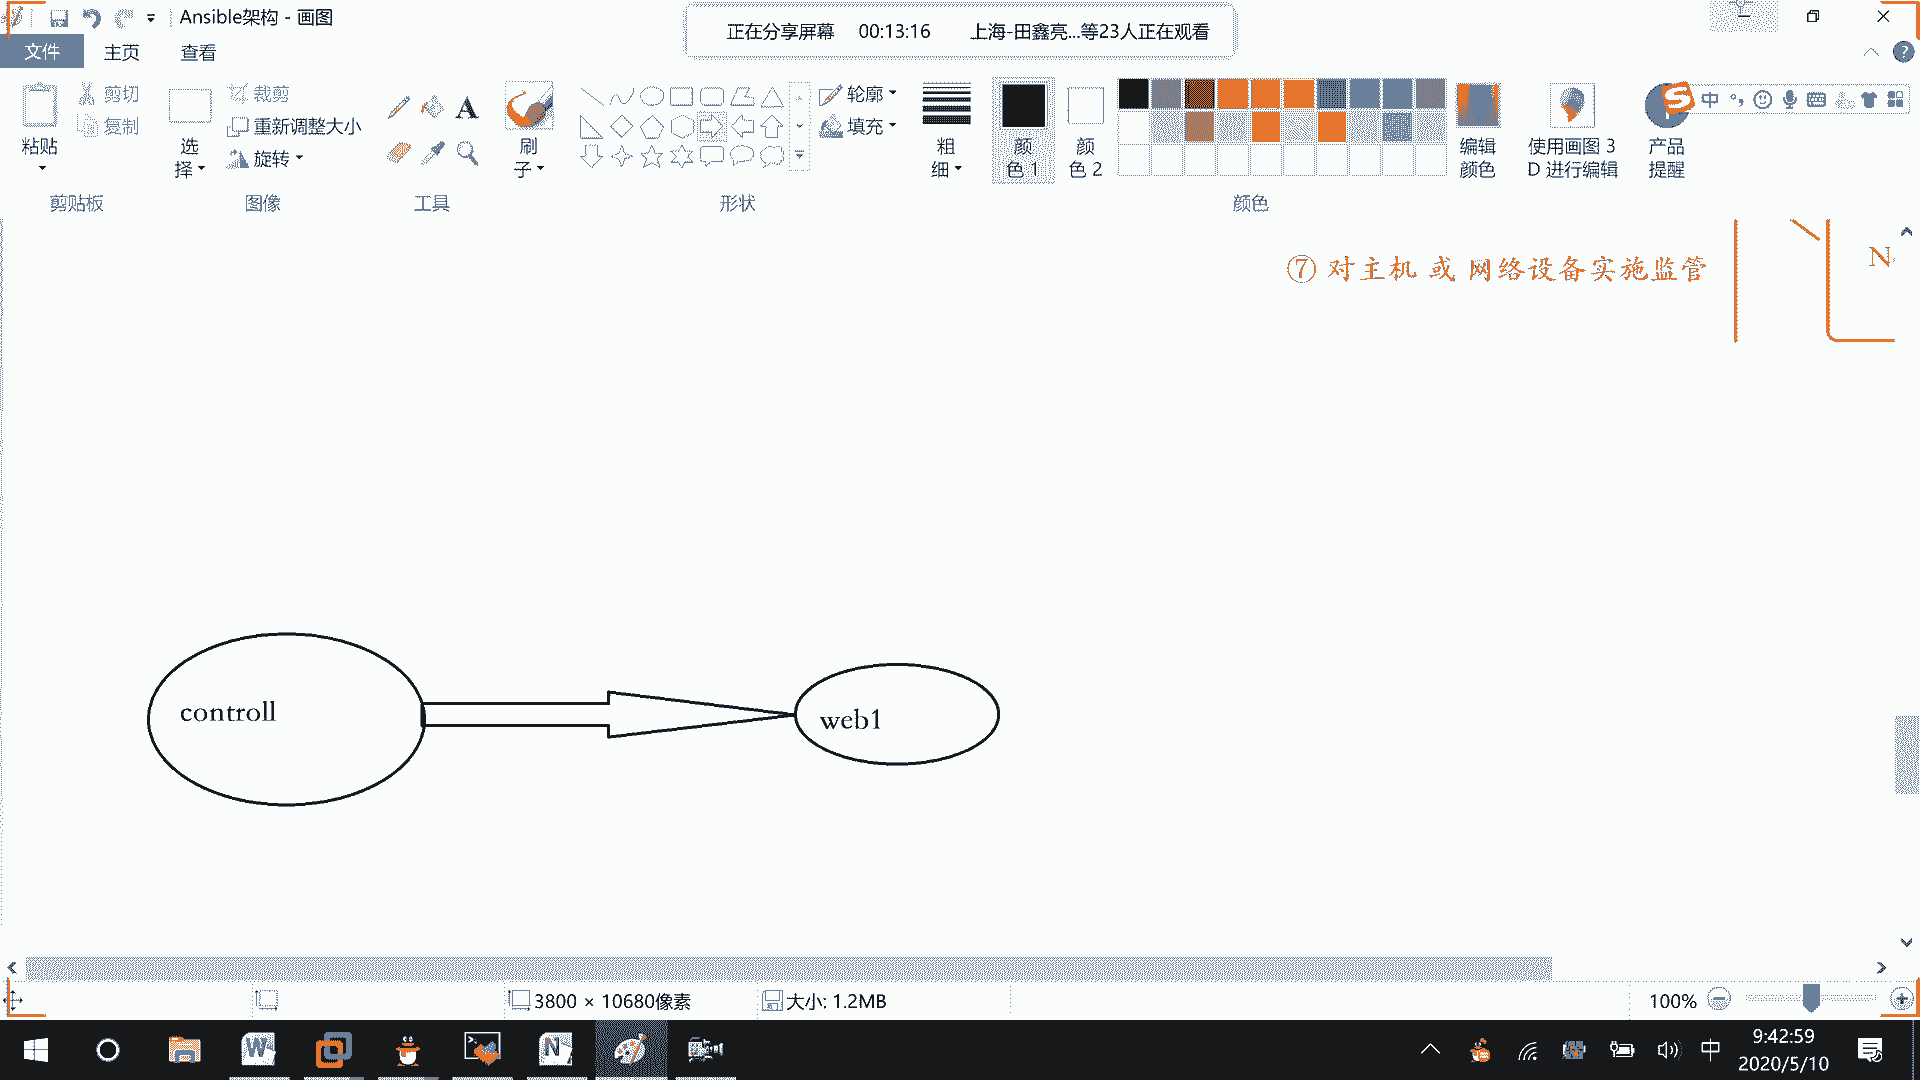 Ansible架构 - 画图
正在分享屏幕 00:13:16 上海-田鑫亮...等23人正在观看
文件 主页 查看
粘贴
剪切
复制
剪贴板
选
择
裁剪
重新调整大小
旋转
图像
A
工具
刷
子
形状
轮廓
填充
粗
细
颜
色 1
颜
色 2
颜色
编辑
颜色
使用画图 3
D 进行编辑
产品
提醒
中
⑦ 对主机 或 网络设备实施监管
N
controll
web1
3800 × 10680像素
大小: 1.2MB
100%
中
9:42:59
2020/5/10